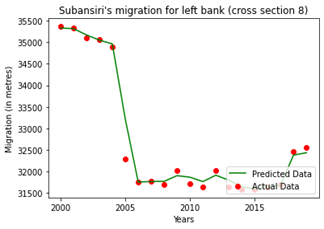 Subansiri's migration for left bank (cross section 8)
35500
35000
34500
34000
33500
33000
32500
32000
31500
Migration (in metres)
Predicted Data
Actual Data
2000
2005
2010
2015
Years